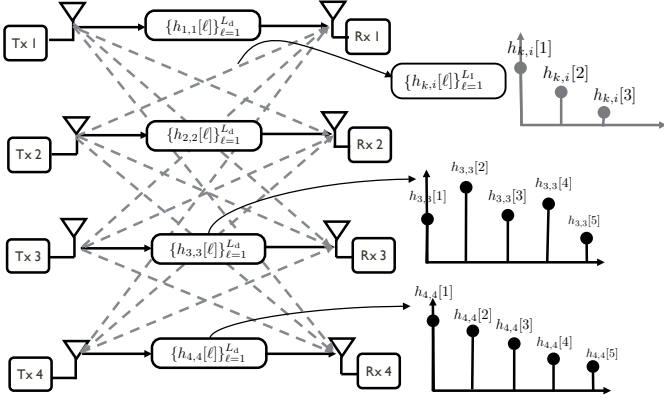 Tx 1
{h_{1,1}[ℓ]}_{ℓ=1}^{L_d}
Rx 1
{h_{k,i}[ℓ]}_{ℓ=1}^{L_I}
h_{k,i}[1]
h_{k,i}[2]
h_{k,i}[3]
Tx 2
{h_{2,2}[ℓ]}_{ℓ=1}^{L_d}
Rx 2
h_{3,3}[1]
h_{3,3}[2]
h_{3,3}[3]
h_{3,3}[4]
h_{3,3}[5]
Tx 3
{h_{3,3}[ℓ]}_{ℓ=1}^{L_d}
Rx 3
h_{4,4}[1]
h_{4,4}[2]
h_{4,4}[3]
h_{4,4}[4]
h_{4,4}[5]
Tx 4
{h_{4,4}[ℓ]}_{ℓ=1}^{L_d}
Rx 4